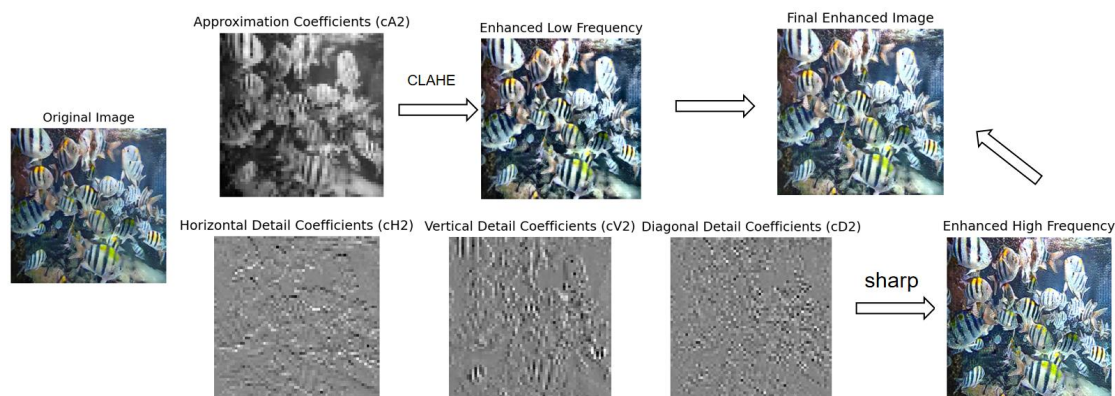 Approximation Coefficients (cA2)
Enhanced Low Frequency
Final Enhanced Image
CLAHE
Original Image
Horizontal Detail Coefficients (cH2)
Vertical Detail Coefficients (cV2)
Diagonal Detail Coefficients (cD2)
Enhanced High Frequency
sharp